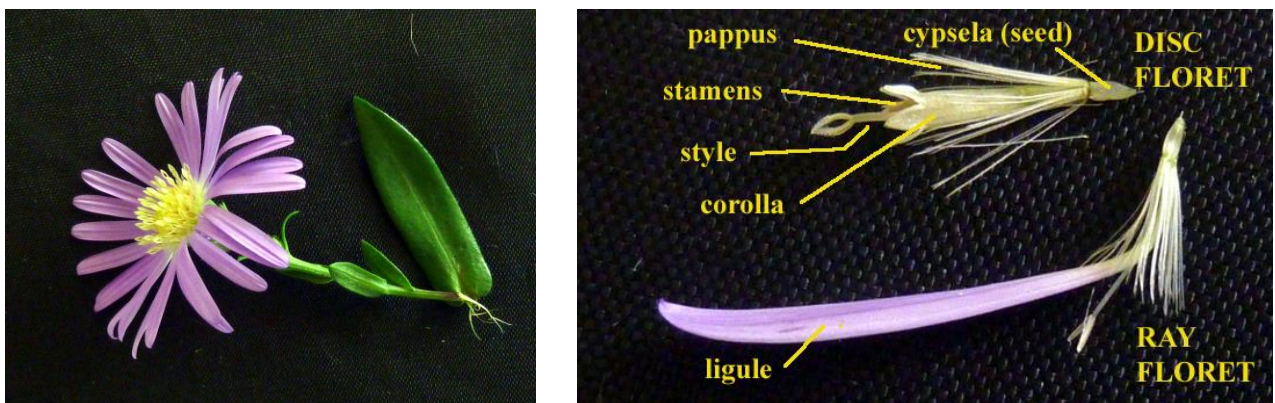 pappus
cypsela (seed)
DISC
FLORET
stamens
style
corolla
ligule
RAY
FLORET